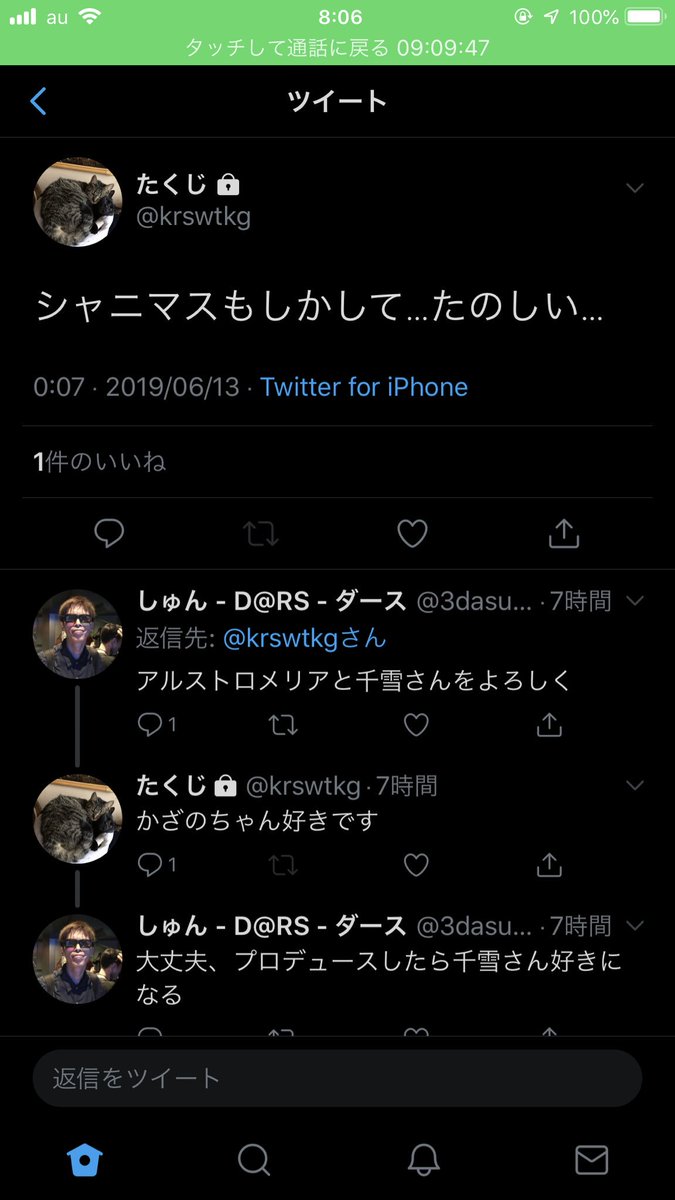 au 8:06 100%
タッチして通話に戻る 09:09:47
ツイート
たくじ
@krswtkg
シャニマスもしかして...たのしい...
0:07 · 2019/06/13 · Twitter for iPhone
1件のいいね
しゅん - D@RS - ダース @3dasu... · 7時間
返信先: @krswtkgさん
アルストロメリアと千雪さんをよろしく
1
たくじ @krswtkg · 7時間
かざのちゃん好きです
1
しゅん - D@RS - ダース @3dasu... · 7時間
大丈夫、プロデュースしたら千雪さん好きに
なる
返信をツイート